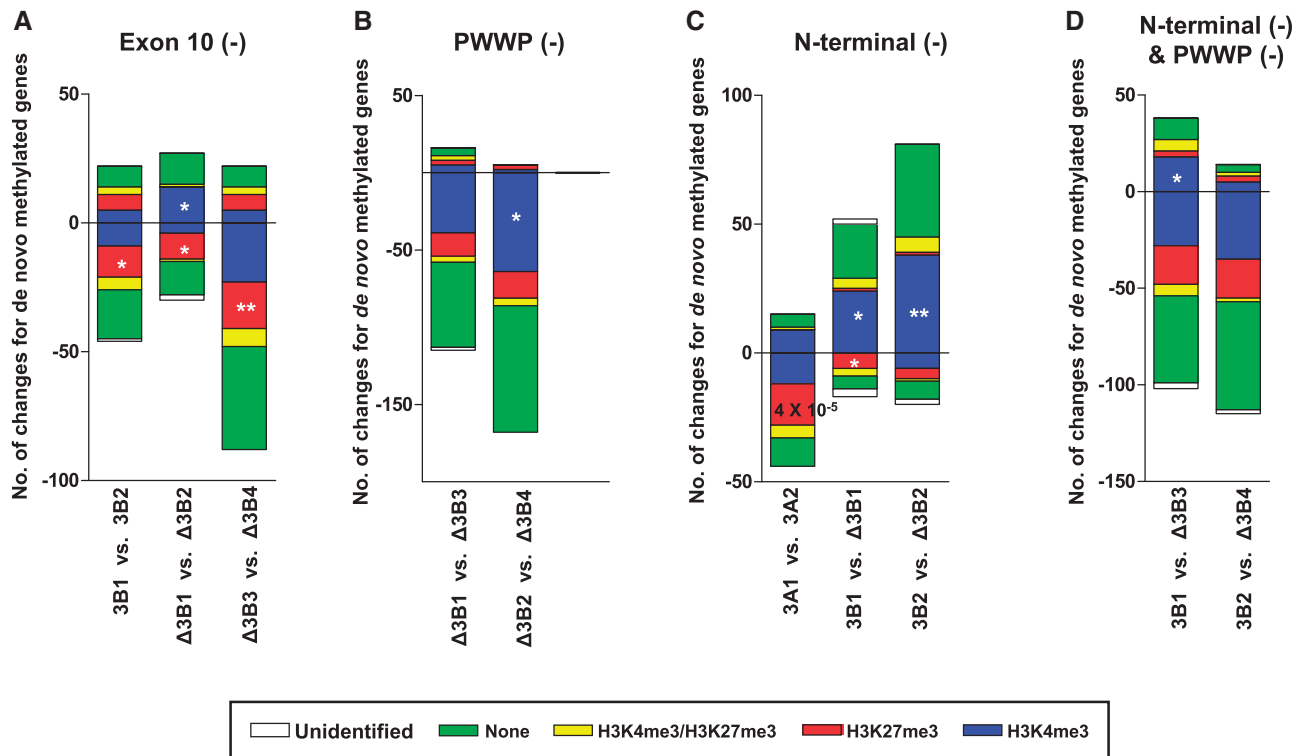 A
Exon 10 (-)
No. of changes for de novo methylated genes
50
0
-50
-100
*
*
*
**
3B1 vs. 3B2
Δ3B1 vs. Δ3B2
Δ3B3 vs. Δ3B4
B
PWWP (-)
No. of changes for de novo methylated genes
50
-50
-150
*
Δ3B1 vs. Δ3B3
Δ3B2 vs. Δ3B4
C
N-terminal (-)
No. of changes for de novo methylated genes
100
50
0
-50
4 X 10-5
*
*
**
3A1 vs. 3A2
3B1 vs. Δ3B1
3B2 vs. Δ3B2
D
N-terminal (-)
& PWWP (-)
No. of changes for de novo methylated genes
50
0
-50
-100
-150
*
3B1 vs. Δ3B3
3B2 vs. Δ3B4
Unidentified None H3K4me3/H3K27me3 H3K27me3 H3K4me3